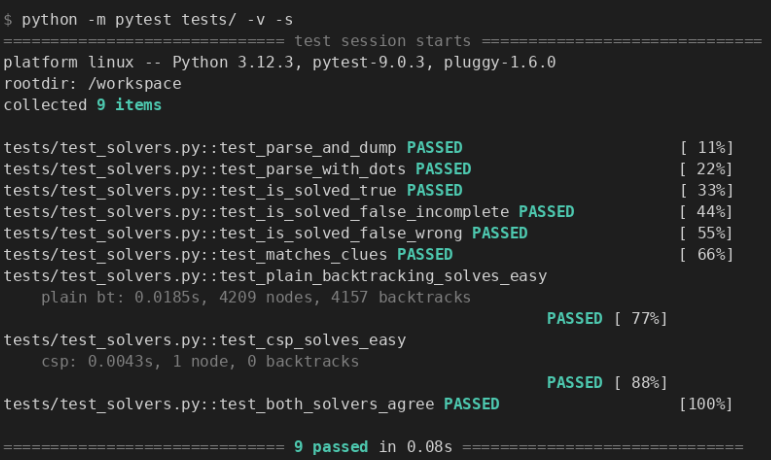 $ python -m pytest tests/ -v -s
============================== test session starts ==============================
platform linux -- Python 3.12.3, pytest-9.0.3, pluggy-1.6.0
rootdir: /workspace
collected 9 items
tests/test_solvers.py::test_parse_and_dump PASSED                       [ 11%]
tests/test_solvers.py::test_parse_with_dots PASSED                      [ 22%]
tests/test_solvers.py::test_is_solved_true PASSED                       [ 33%]
tests/test_solvers.py::test_is_solved_false_incomplete PASSED           [ 44%]
tests/test_solvers.py::test_is_solved_false_wrong PASSED                [ 55%]
tests/test_solvers.py::test_matches_clues PASSED                        [ 66%]
tests/test_solvers.py::test_plain_backtracking_solves_easy
    plain bt: 0.0185s, 4209 nodes, 4157 backtracks
                                                          PASSED [ 77%]
tests/test_solvers.py::test_csp_solves_easy
    csp: 0.0043s, 1 node, 0 backtracks
                                                          PASSED [ 88%]
tests/test_solvers.py::test_both_solvers_agree PASSED                   [100%]
============================== 9 passed in 0.08s ==============================